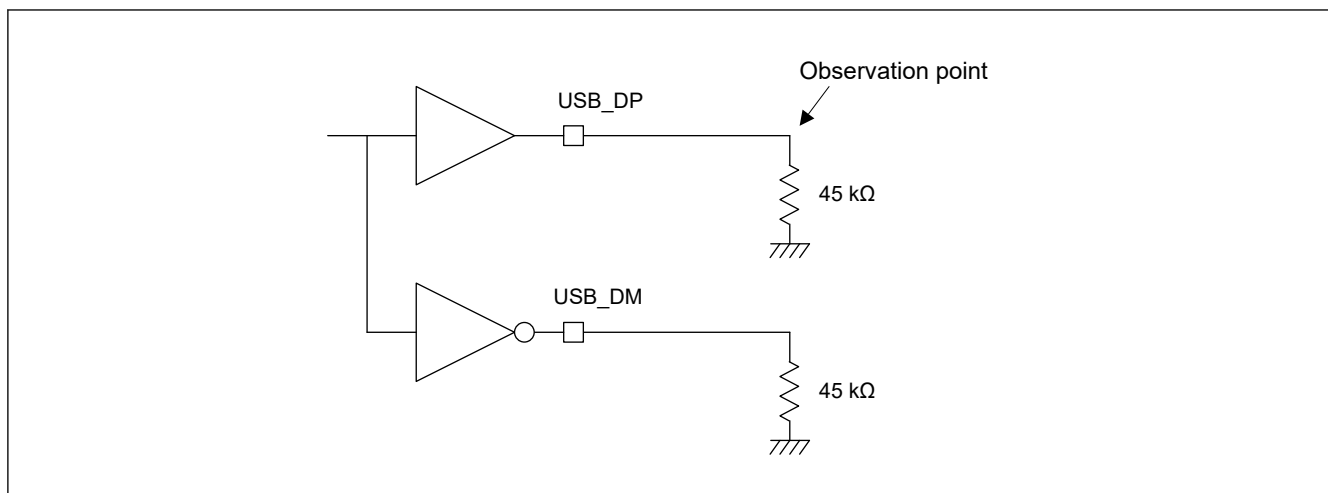 Observation point
USB_DP
45 kΩ
USB_DM
45 kΩ